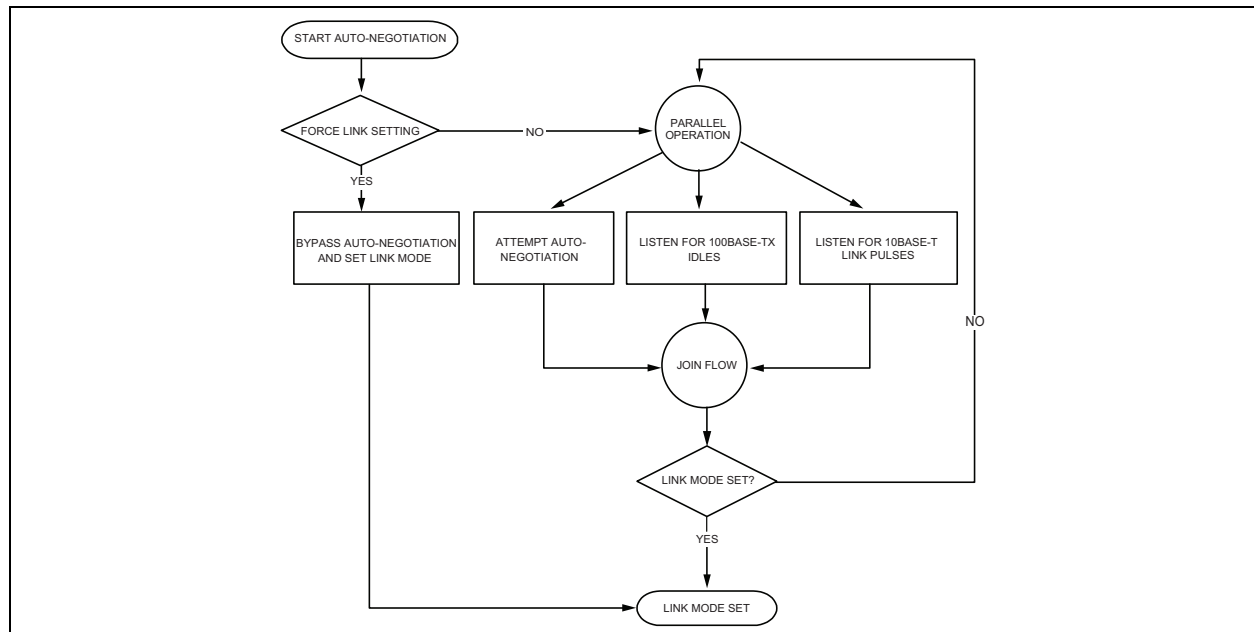 START AUTO-NEGOTIATION
FORCE LINK SETTING
NO
PARALLEL
OPERATION
YES
BYPASS AUTO-NEGOTIATION
AND SET LINK MODE
ATTEMPT AUTO-
NEGOTIATION
LISTEN FOR 100BASE-TX
IDLES
LISTEN FOR 10BASE-T
LINK PULSES
NO
JOIN FLOW
LINK MODE SET?
YES
LINK MODE SET